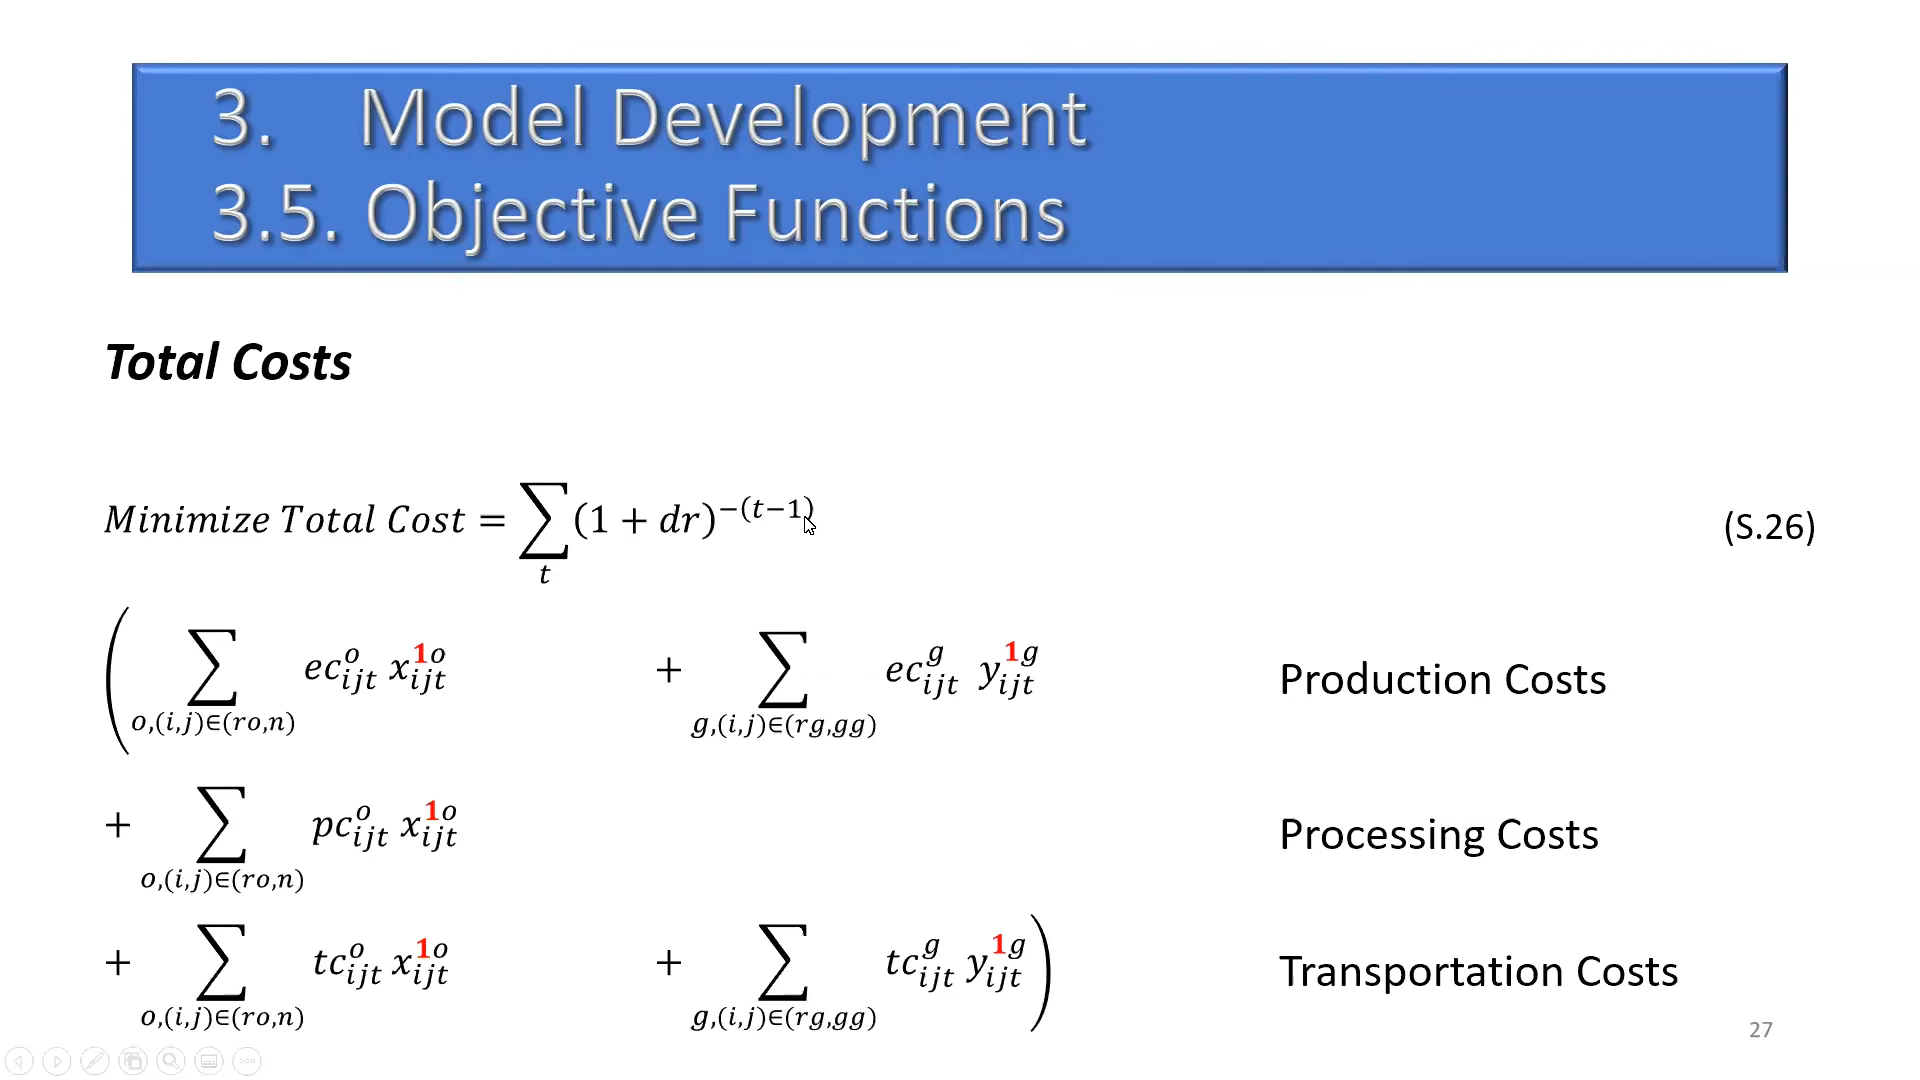 3. Model Development
3.5. Objective Functions
Total Costs
Minimize Total Cost = ∑_t (1 + dr)^{−(t−1)} (S.26)
( ∑_{o,(i,j)∈(ro,n)} ec^o_{ijt} x^{1o}_{ijt} + ∑_{g,(i,j)∈(rg,gg)} ec^g_{ijt} y^{1g}_{ijt} Production Costs
+ ∑_{o,(i,j)∈(ro,n)} pc^o_{ijt} x^{1o}_{ijt} Processing Costs
+ ∑_{o,(i,j)∈(ro,n)} tc^o_{ijt} x^{1o}_{ijt} + ∑_{g,(i,j)∈(rg,gg)} tc^g_{ijt} y^{1g}_{ijt} ) Transportation Costs
27